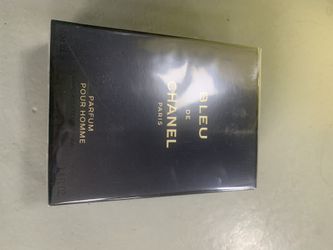 BLEU
DE
CHANEL
PARIS
PARFUM
POUR HOMME